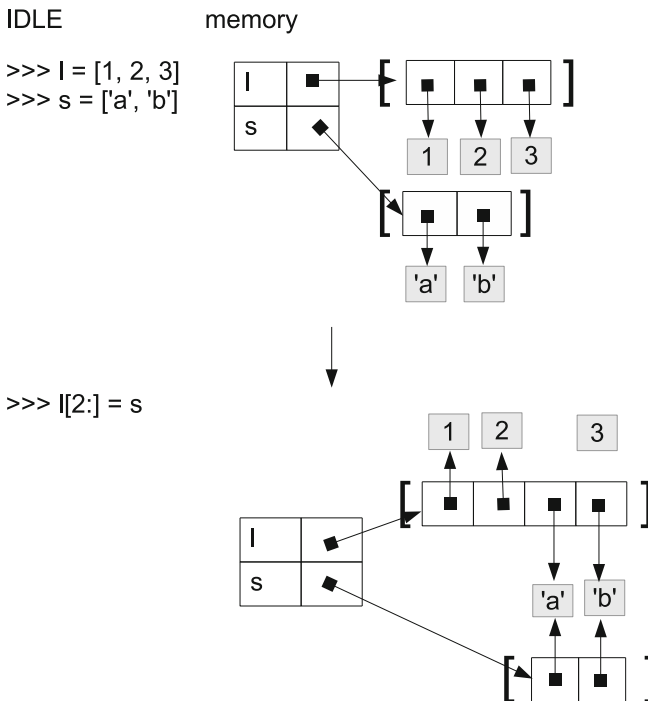 IDLE memory
>>> l = [1, 2, 3]
>>> s = ['a', 'b']
l
s
[ ]
1 2 3
[ ]
'a' 'b'
>>> l[2:] = s
1 2 3
[ ]
l
s
'a' 'b'
[ ]